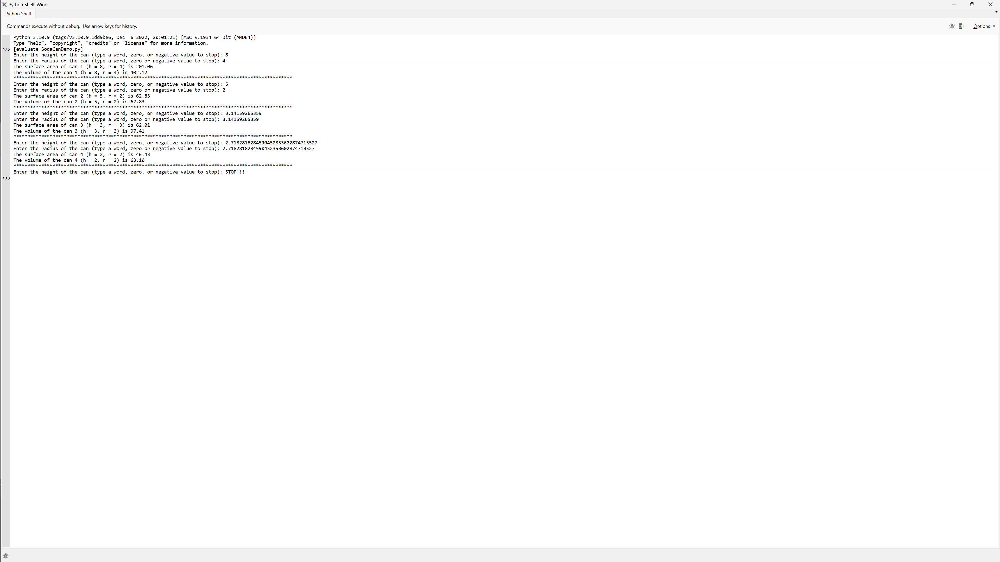 Python Shell: Wing
Python Shell
Commands execute without debug.  Use arrow keys for history.
Options
Python 3.10.9 (tags/v3.10.9:1dd9be6, Dec  6 2022, 20:01:21) [MSC v.1934 64 bit (AMD64)]
Type "help", "copyright", "credits" or "license" for more information.
>>> [evaluate SodaCanDemo.py]
Enter the height of the can (type a word, zero, or negative value to stop): 8
Enter the radius of the can (type a word, zero or negative value to stop): 4
The surface area of can 1 (h = 8, r = 4) is 201.06
The volume of the can 1 (h = 8, r = 4) is 402.12
****************************************************************************************************
Enter the height of the can (type a word, zero, or negative value to stop): 5
Enter the radius of the can (type a word, zero or negative value to stop): 2
The surface area of can 2 (h = 5, r = 2) is 62.83
The volume of the can 2 (h = 5, r = 2) is 62.83
****************************************************************************************************
Enter the height of the can (type a word, zero, or negative value to stop): 3.14159265359
Enter the radius of the can (type a word, zero or negative value to stop): 3.14159265359
The surface area of can 3 (h = 3, r = 3) is 62.01
The volume of the can 3 (h = 3, r = 3) is 97.41
****************************************************************************************************
Enter the height of the can (type a word, zero, or negative value to stop): 2.7182818284590452353602874713527
Enter the radius of the can (type a word, zero or negative value to stop): 2.7182818284590452353602874713527
The surface area of can 4 (h = 2, r = 2) is 46.43
The volume of the can 4 (h = 2, r = 2) is 63.10
****************************************************************************************************
Enter the height of the can (type a word, zero, or negative value to stop): STOP!!!
>>>